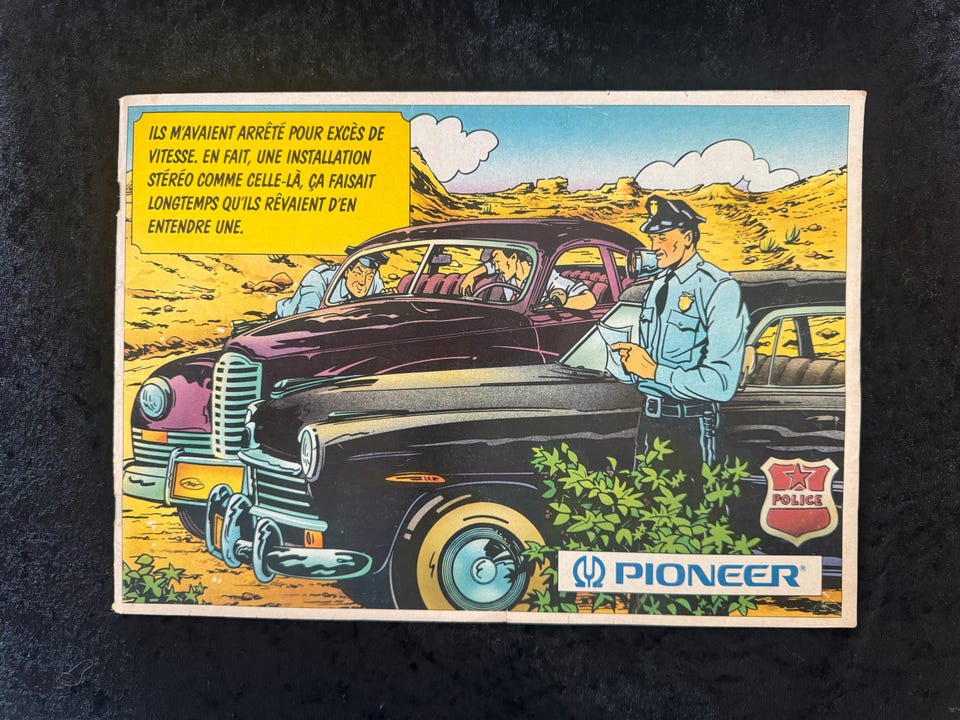 ILS M'AVAIENT ARRÊTÉ POUR EXCÈS DE
VITESSE. EN FAIT, UNE INSTALLATION
STÉRÉO COMME CELLE-LÀ, ÇA FAISAIT
LONGTEMPS QU'ILS RÊVAIENT D'EN
ENTENDRE UNE.
POLICE
PIONEER®